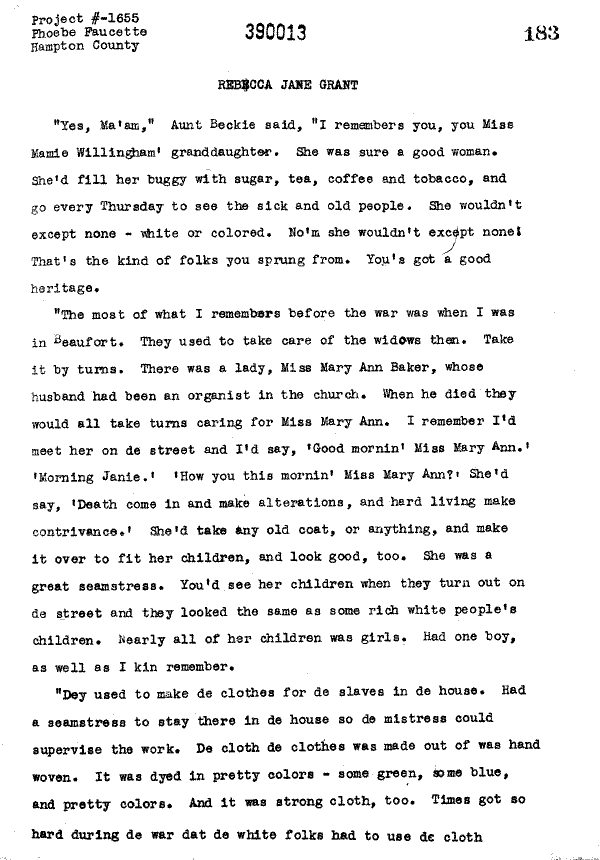 Project #-1655
Phoebe Faucette
Hampton County
390013
183
REBECCA JANE GRANT
"Yes, Ma'am," Aunt Beckie said, "I remembers you, you Miss
Mamie Willingham' granddaughter. She was sure a good woman.
She'd fill her buggy with sugar, tea, coffee and tobacco, and
go every Thursday to see the sick and old people. She wouldn't
except none - white or colored. No'm she wouldn't except none!
That's the kind of folks you sprung from. You's got a good
heritage.
"The most of what I remembers before the war was when I was
in Beaufort. They used to take care of the widows then. Take
it by turns. There was a lady, Miss Mary Ann Baker, whose
husband had been an organist in the church. When he died they
would all take turns caring for Miss Mary Ann. I remember I'd
meet her on de street and I'd say, 'Good mornin' Miss Mary Ann.'
'Morning Janie.' 'How you this mornin' Miss Mary Ann?' She'd
say, 'Death come in and make alterations, and hard living make
contrivance.' She'd take any old coat, or anything, and make
it over to fit her children, and look good, too. She was a
great seamstress. You'd see her children when they turn out on
de street and they looked the same as some rich white people's
children. Nearly all of her children was girls. Had one boy,
as well as I kin remember.
"Dey used to make de clothes for de slaves in de house. Had
a seamstress to stay there in de house so de mistress could
supervise the work. De cloth de clothes was made out of was hand
woven. It was dyed in pretty colors - some green, some blue,
and pretty colors. And it was strong cloth, too. Times got so
hard during de war dat de white folks had to use de cloth